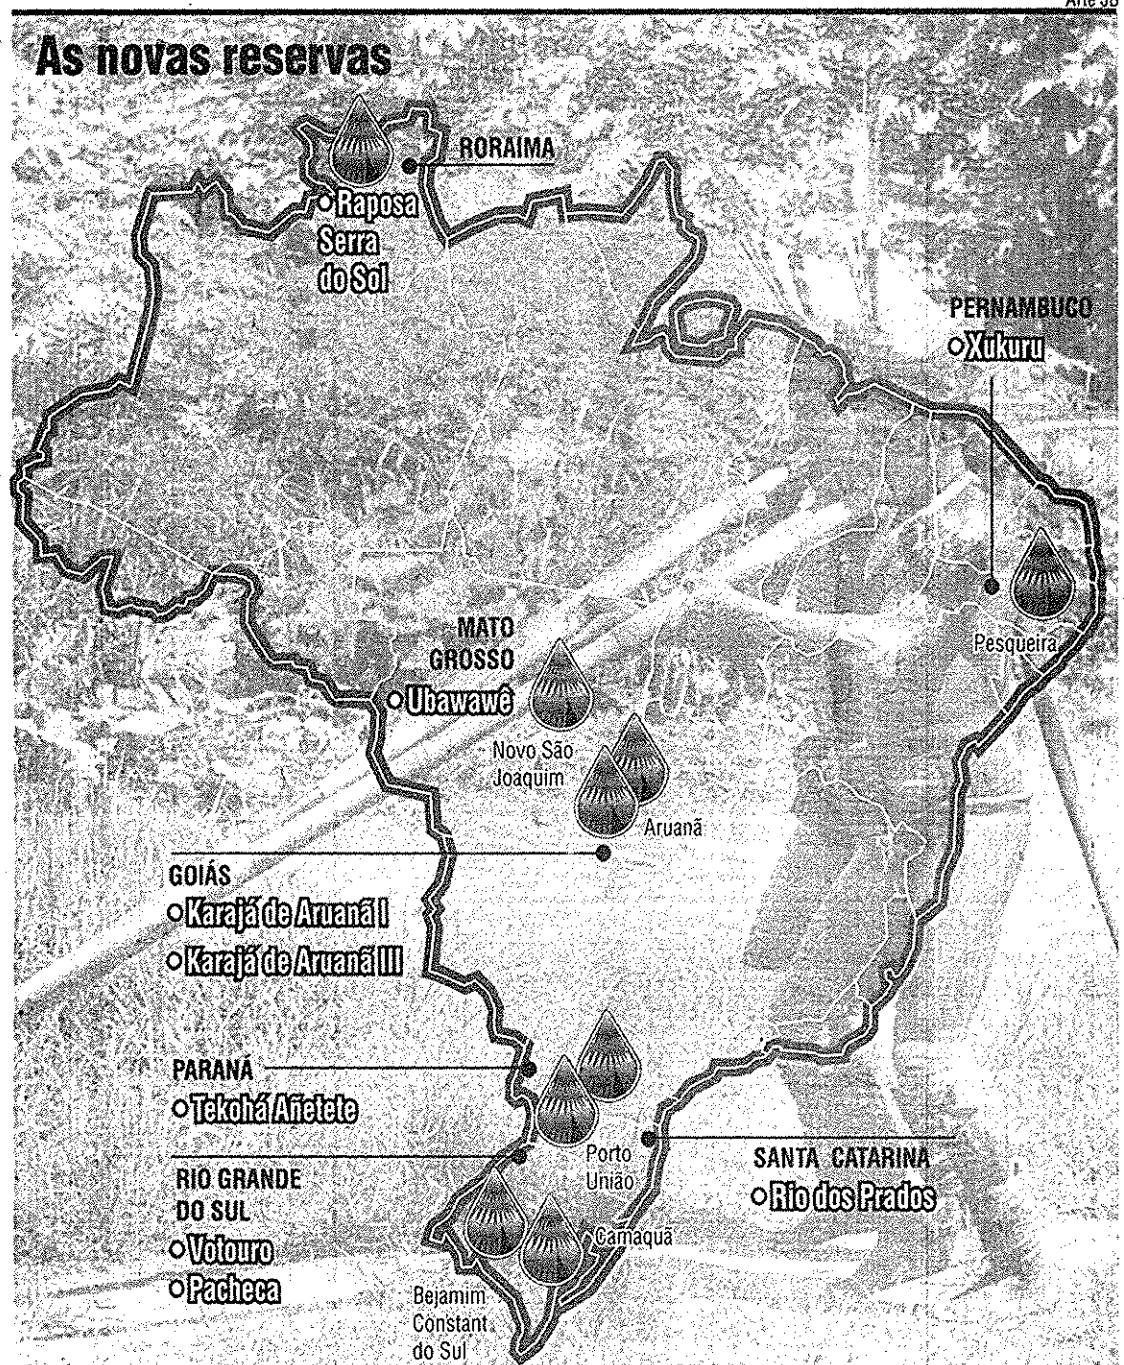 Arte JB
As novas reservas
RORAIMA
Raposa
Serra
do Sol
PERNAMBUCO
Xukuru
Pesqueira
MATO
GROSSO
Ubawawê
Novo São
Joaquim
Aruanã
GOIÁS
Karajá de Aruanã I
Karajá de Aruanã III
PARANÁ
Tekohá Añetete
Porto
União
SANTA CATARINA
Rio dos Prados
RIO GRANDE
DO SUL
Votouro
Pacheca
Camaquã
Bejamim
Constant
do Sul